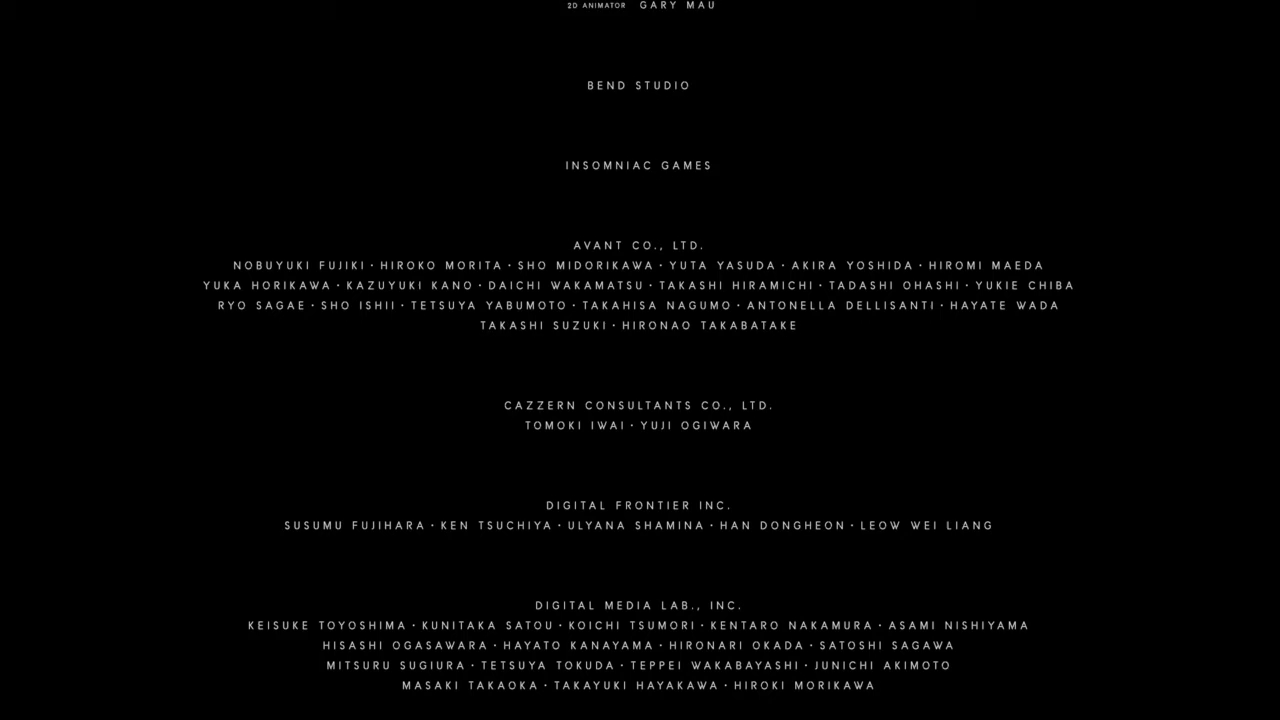 2D ANIMATOR GARY MAU
BEND STUDIO
INSOMNIAC GAMES
AVANT CO., LTD.
NOBUYUKI FUJIKI · HIROKO MORITA · SHO MIDORIKAWA · YUTA YASUDA · AKIRA YOSHIDA · HIROMI MAEDA
YUKA HORIKAWA · KAZUYUKI KANO · DAICHI WAKAMATSU · TAKASHI HIRAMICHI · TADASHI OHASHI · YUKIE CHIBA
RYO SAGAE · SHO ISHII · TETSUYA YABUMOTO · TAKAHISA NAGUMO · ANTONELLA DELLISANTI · HAYATE WADA
TAKASHI SUZUKI · HIRONAO TAKABATAKE
CAZZERN CONSULTANTS CO., LTD.
TOMOKI IWAI · YUJI OGIWARA
DIGITAL FRONTIER INC.
SUSUMU FUJIHARA · KEN TSUCHIYA · ULYANA SHAMINA · HAN DONGHEON · LEOW WEI LIANG
DIGITAL MEDIA LAB., INC.
KEISUKE TOYOSHIMA · KUNITAKA SATOU · KOICHI TSUMORI · KENTARO NAKAMURA · ASAMI NISHIYAMA
HISASHI OGASAWARA · HAYATO KANAYAMA · HIRONARI OKADA · SATOSHI SAGAWA
MITSURU SUGIURA · TETSUYA TOKUDA · TEPPEI WAKABAYASHI · JUNICHI AKIMOTO
MASAKI TAKAOKA · TAKAYUKI HAYAKAWA · HIROKI MORIKAWA